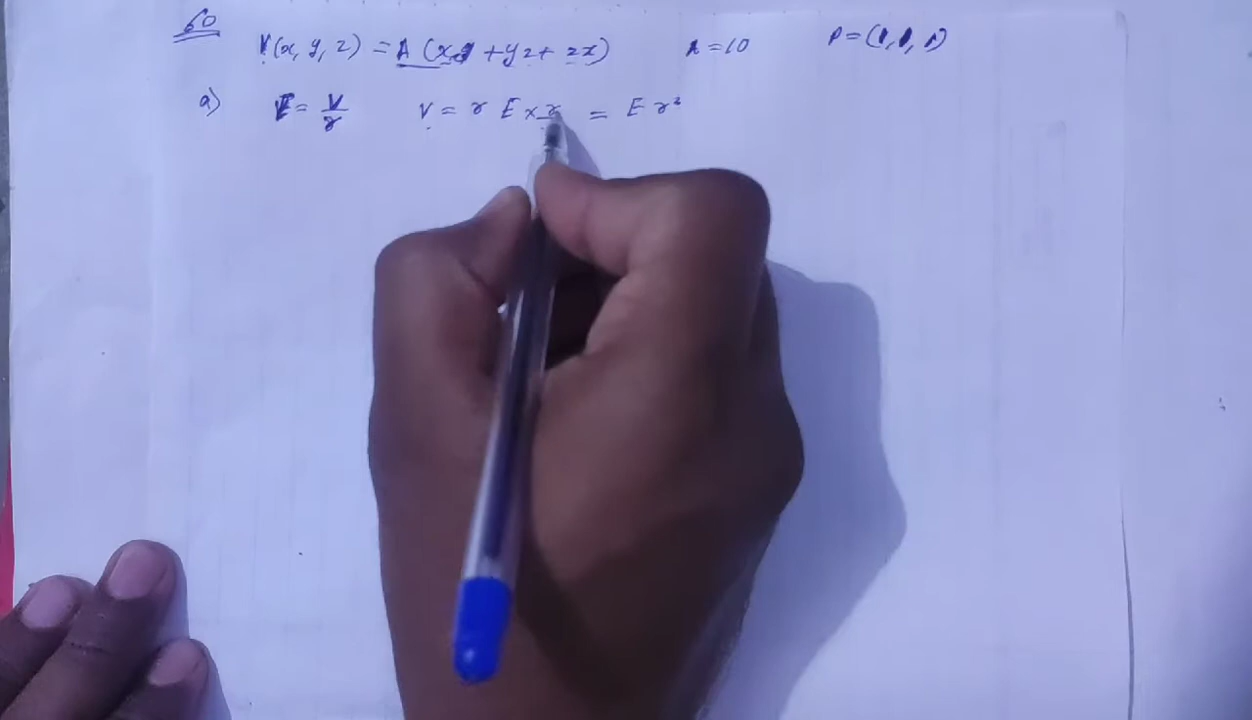 60
V(x, y, z) = A (xy + yz + zx) A = 10 P = (1, 1, 1)
a) E = V/r V = r E × r = E r²